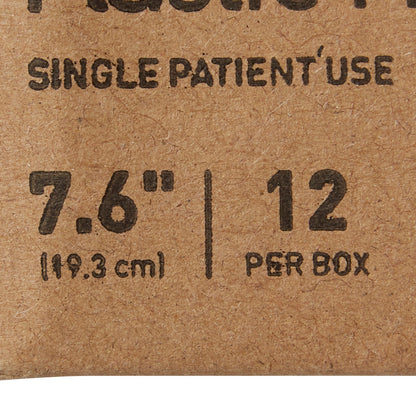 SINGLE PATIENT USE
7.6" | 12
(19.3 cm) | PER BOX